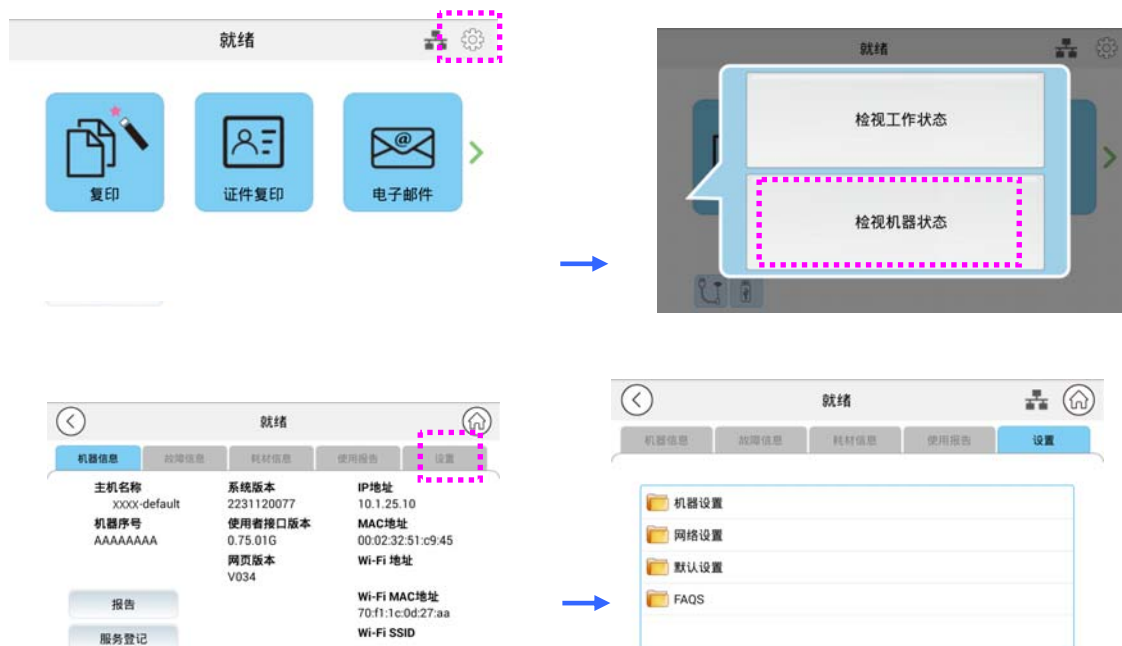 就绪
复印
证件复印
电子邮件
@
就绪
检视工作状态
检视机器状态
就绪
机器信息
故障信息
耗材信息
使用报告
设置
主机名称
xxxx-default
机器序号
AAAAAAAA
系统版本
2231120077
使用者接口版本
0.75.01G
网页版本
V034
IP地址
10.1.25.10
MAC地址
00:02:32:51:c9:45
Wi-Fi 地址
Wi-Fi MAC地址
70:f1:1c:0d:27:aa
Wi-Fi SSID
报告
服务登记
就绪
机器信息
故障信息
耗材信息
使用报告
设置
机器设置
网络设置
默认设置
FAQS